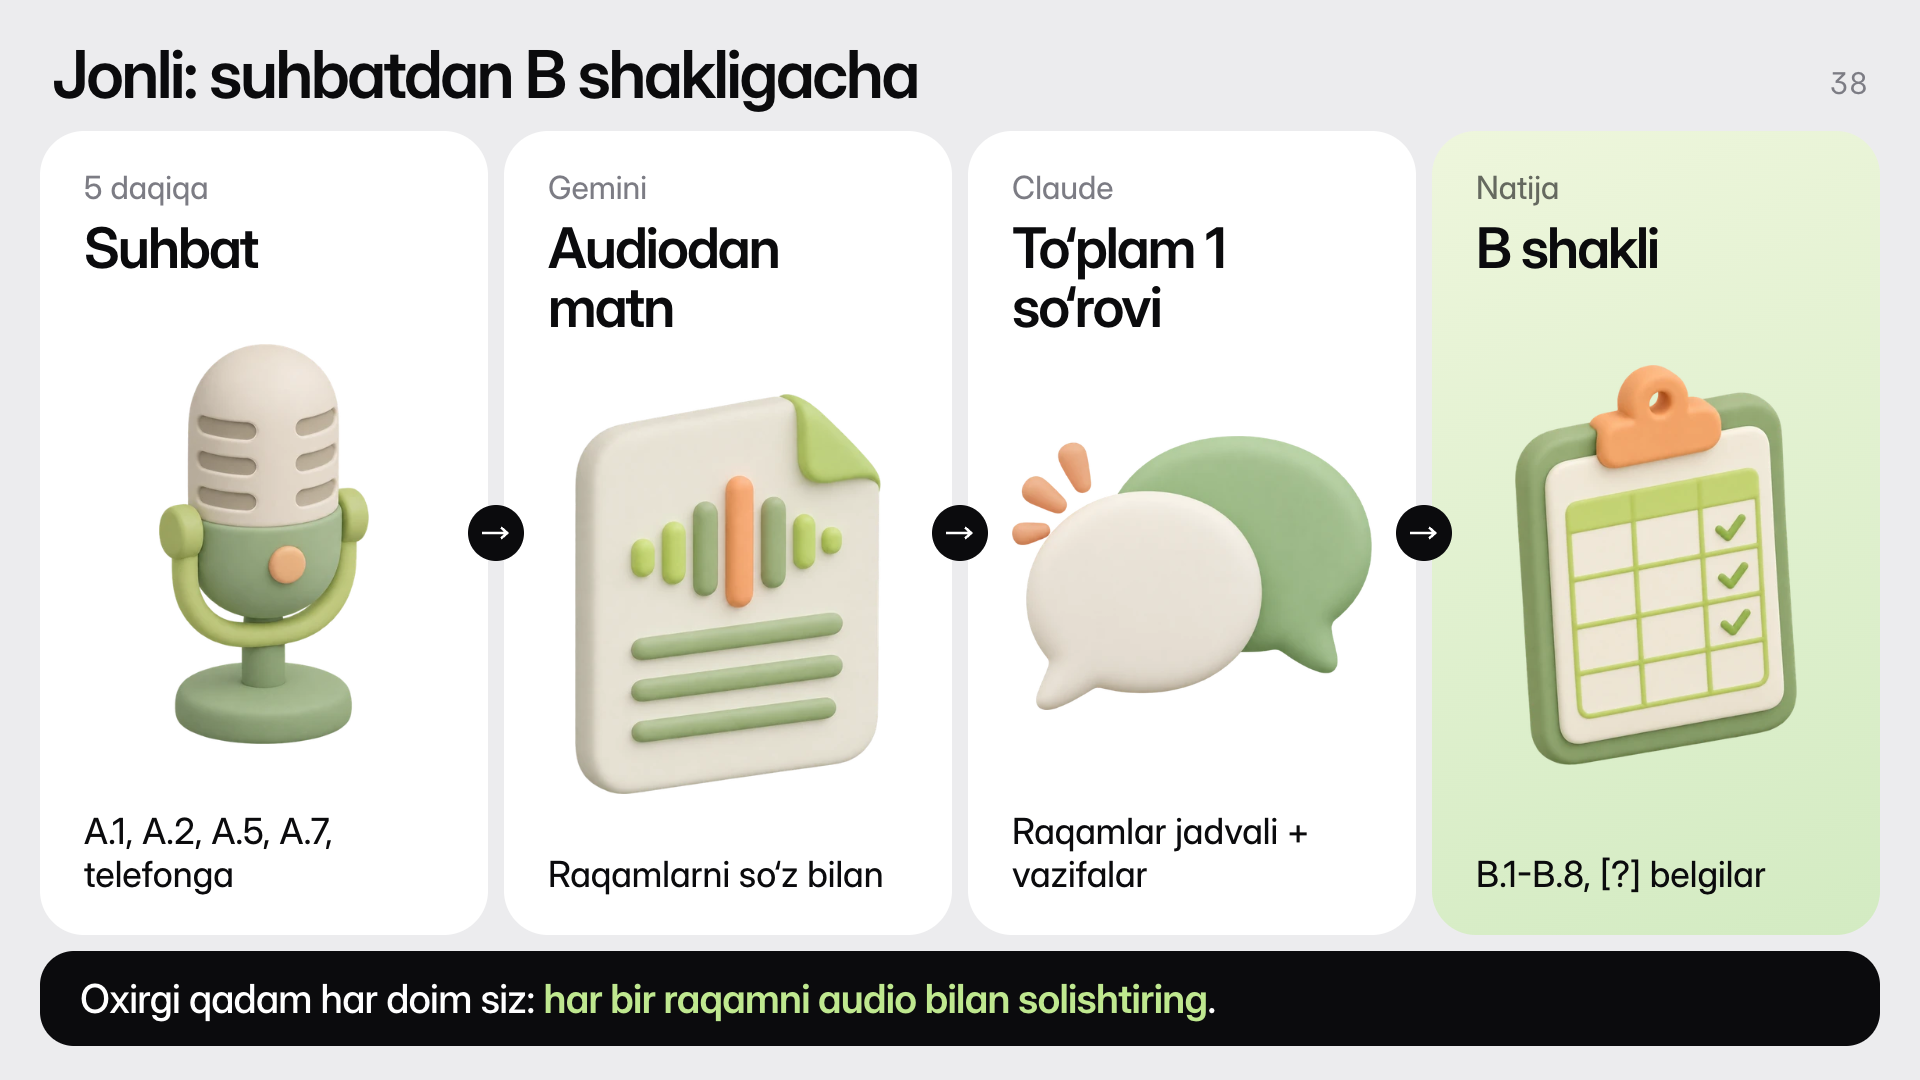 Jonli: suhbatdan B shakligacha
38
5 daqiqa
Suhbat
A.1, A.2, A.5, A.7,
telefonga
Gemini
Audiodan
matn
Raqamlarni so‘z bilan
Claude
To‘plam 1
so‘rovi
Raqamlar jadvali +
vazifalar
Natija
B shakli
B.1-B.8, [?] belgilar
Oxirgi qadam har doim siz: har bir raqamni audio bilan solishtiring.